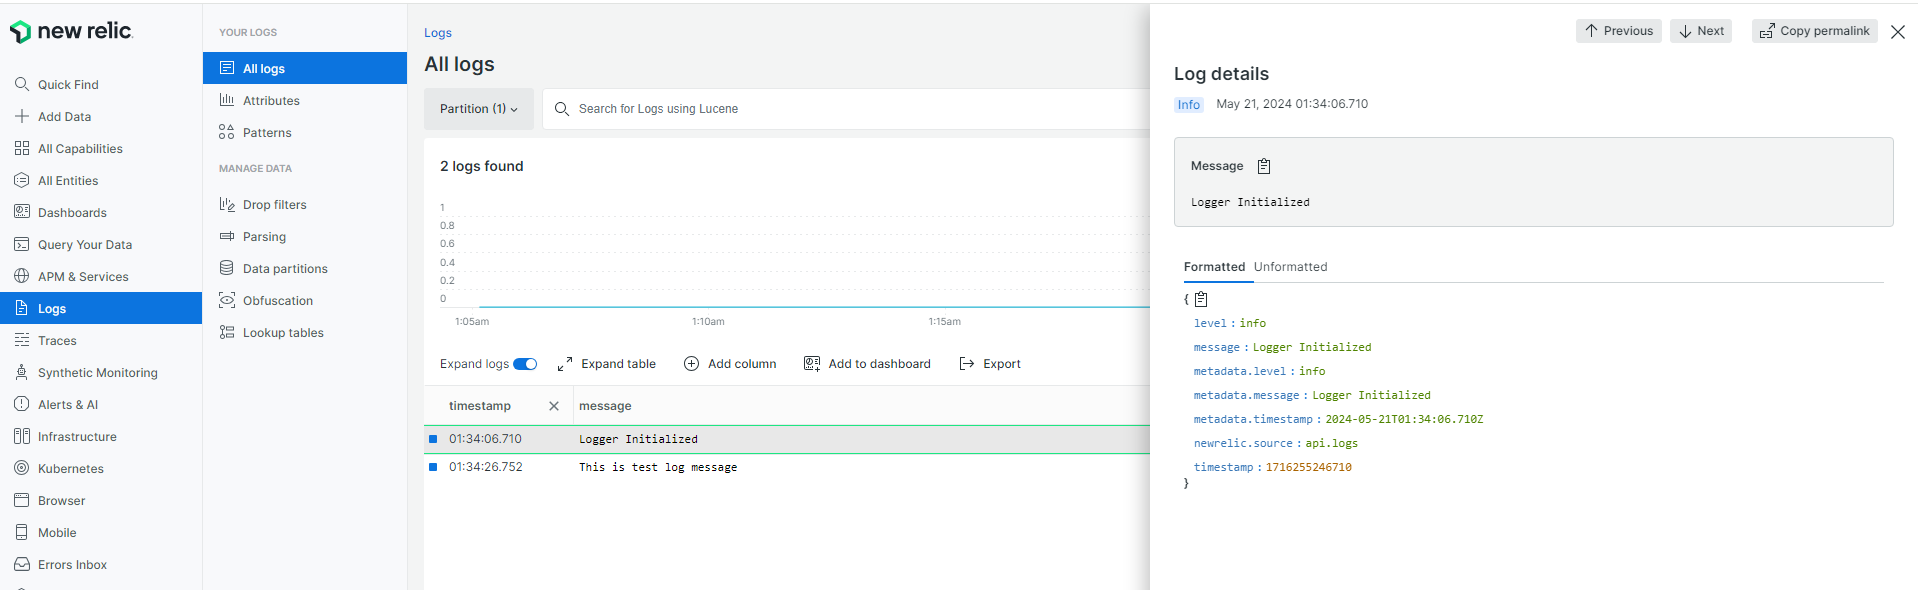 new relic
Quick Find
Add Data
All Capabilities
All Entities
Dashboards
Query Your Data
APM & Services
Logs
Traces
Synthetic Monitoring
Alerts & AI
Infrastructure
Kubernetes
Browser
Mobile
Errors Inbox
YOUR LOGS
All logs
Attributes
Patterns
MANAGE DATA
Drop filters
Parsing
Data partitions
Obfuscation
Lookup tables
Logs
All logs
Partition (1)
Search for Logs using Lucene
2 logs found
1
0.8
0.6
0.4
0.2
0
1:05am 1:10am 1:15am
Expand logs Expand table Add column Add to dashboard Export
timestamp message
01:34:06.710 Logger Initialized
01:34:26.752 This is test log message
Previous Next Copy permalink
Log details
Info May 21, 2024 01:34:06.710
Message
Logger Initialized
Formatted Unformatted
{
level : info
message : Logger Initialized
metadata.level : info
metadata.message : Logger Initialized
metadata.timestamp : 2024-05-21T01:34:06.710Z
newrelic.source : api.logs
timestamp : 1716255246710
}